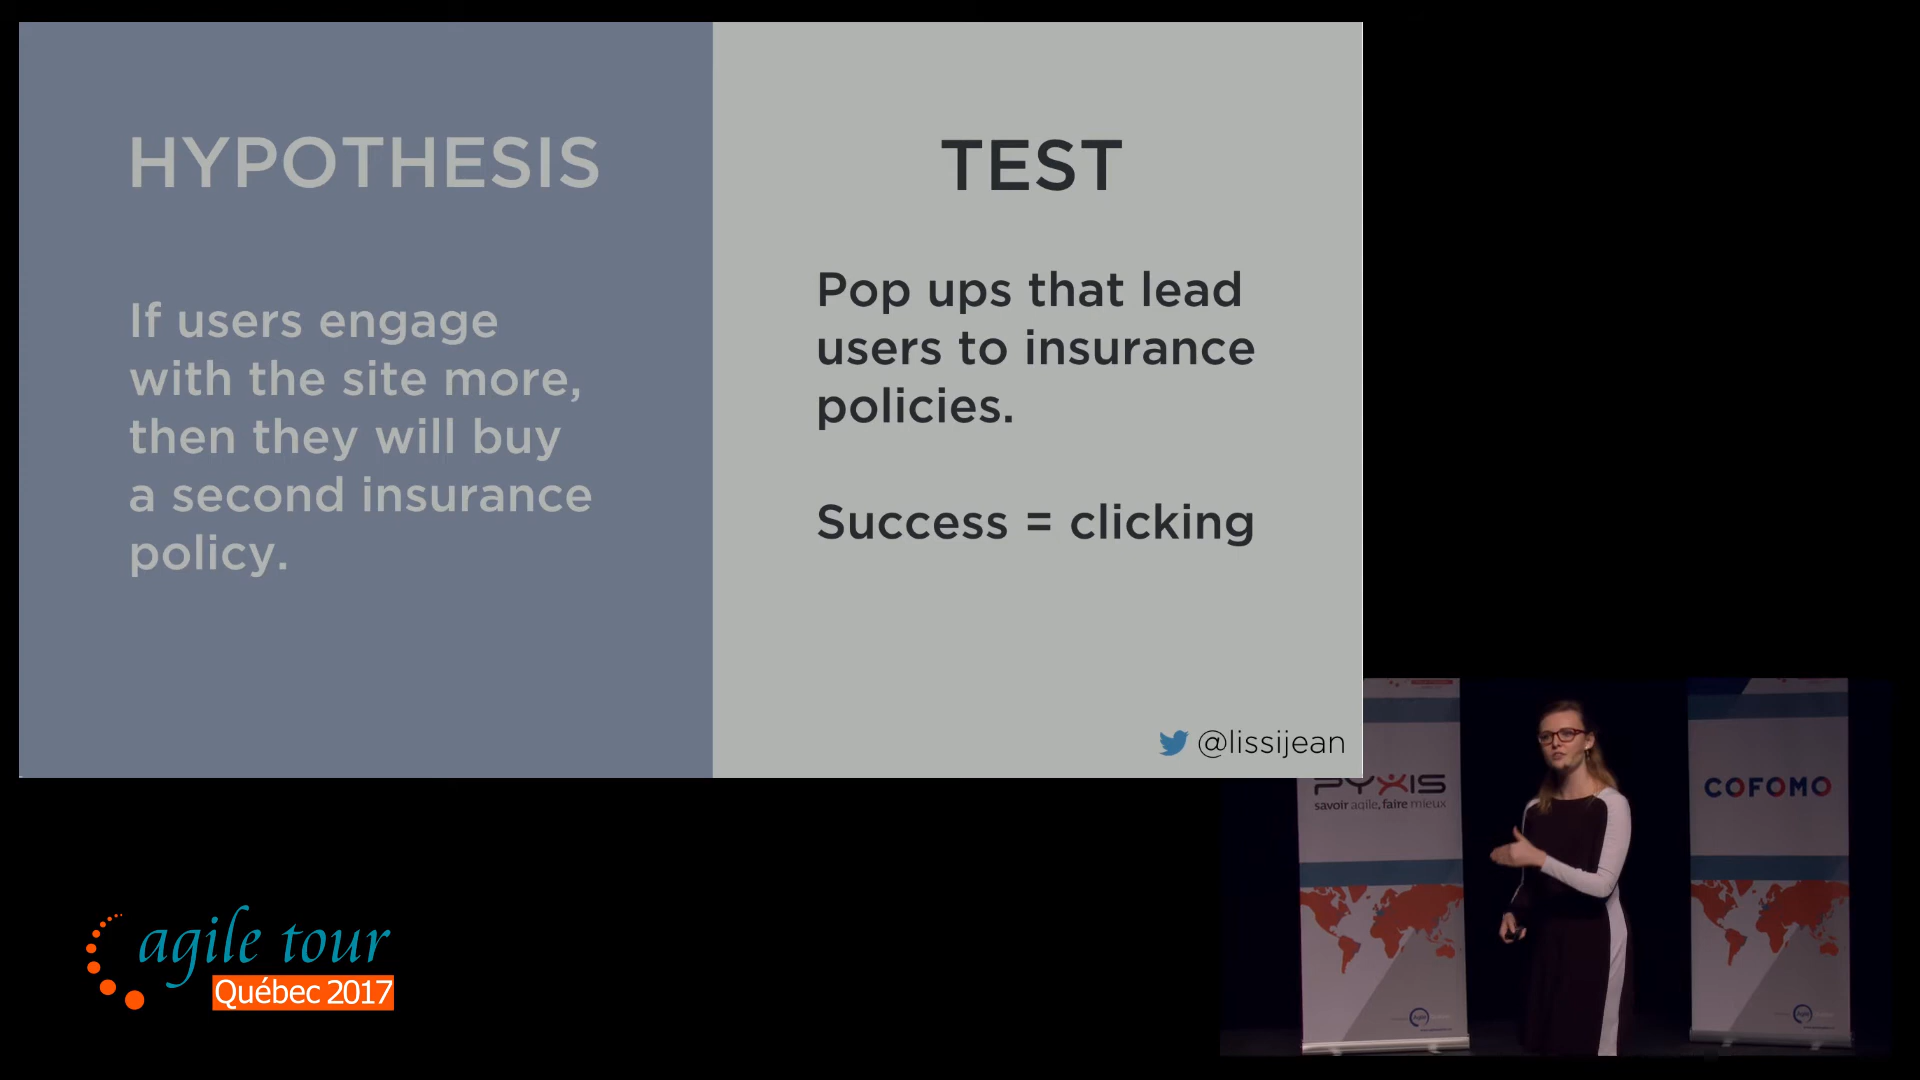 HYPOTHESIS
If users engage
with the site more,
then they will buy
a second insurance
policy.
TEST
Pop ups that lead
users to insurance
policies.
Success = clicking
@lissijean
PYXIS
savoir agile, faire mieux
COFOMO
agile tour
Québec 2017